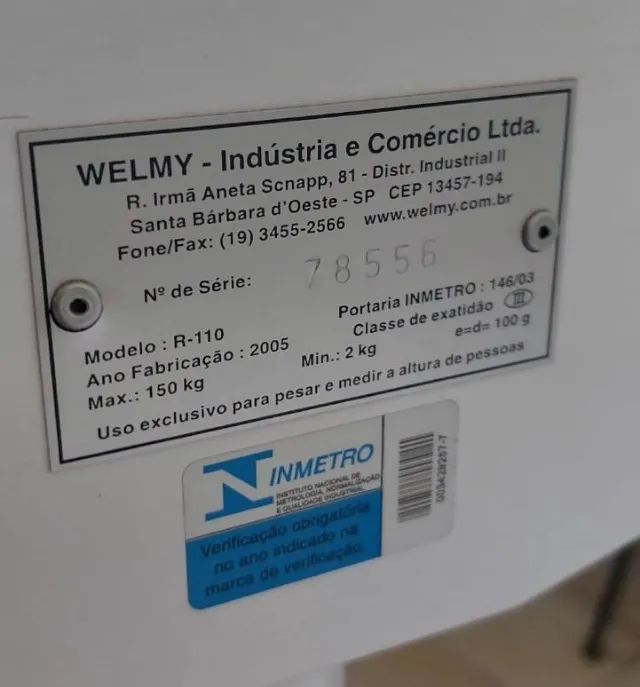 WELMY - Indústria e Comércio Ltda.
R. Irmã Aneta Scnapp, 81 - Distr. Industrial II
Santa Bárbara d'Oeste - SP CEP 13457-194
Fone/Fax: (19) 3455-2566 www.welmy.com.br
Nº de Série: 78556
Modelo : R-110 Portaria INMETRO : 146/03
Ano Fabricação : 2005 Classe de exatidão III
Max.: 150 kg Min.: 2 kg e=d= 100 g
Uso exclusivo para pesar e medir a altura de pessoas
INMETRO
INSTITUTO NACIONAL DE
METROLOGIA, NORMALIZAÇÃO
E QUALIDADE INDUSTRIAL
Verificação obrigatória
no ano indicado na
marca de verificação.
003428257-7